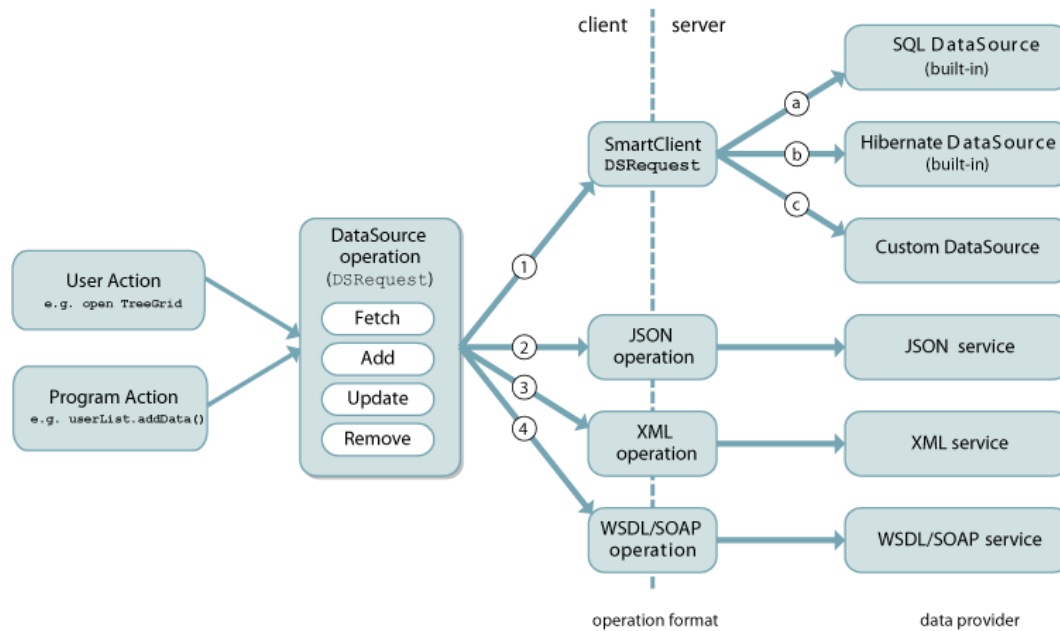 client
server
SQL DataSource
(built-in)
a
SmartClient
DSRequest
b
Hibernate DataSource
(built-in)
c
Custom DataSource
DataSource
operation
(DSRequest)
Fetch
Add
Update
Remove
User Action
e.g. open TreeGrid
Program Action
e.g. userList.addData()
1
2
JSON
operation
JSON service
3
XML
operation
XML service
4
WSDL/SOAP
operation
WSDL/SOAP service
operation format
data provider